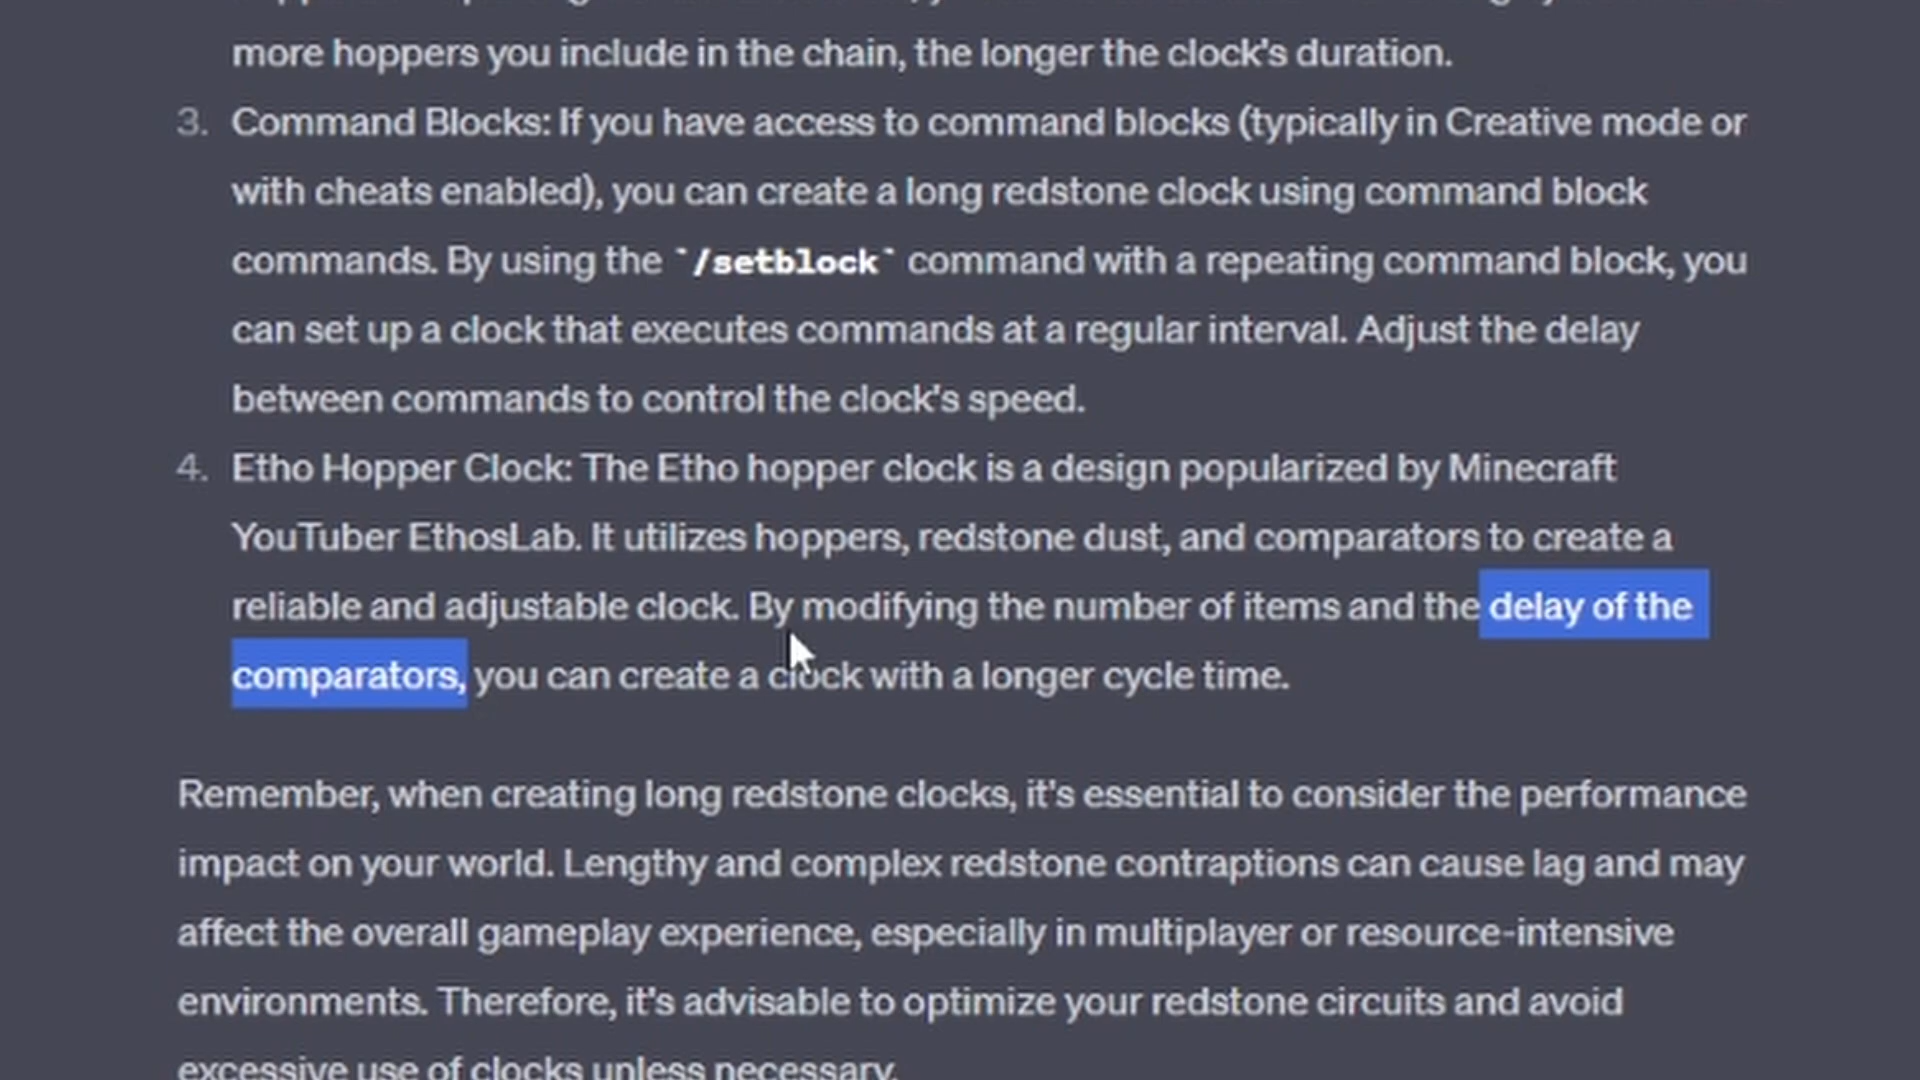 more hoppers you include in the chain, the longer the clock's duration.
3. Command Blocks: If you have access to command blocks (typically in Creative mode or
with cheats enabled), you can create a long redstone clock using command block
commands. By using the `/setblock` command with a repeating command block, you
can set up a clock that executes commands at a regular interval. Adjust the delay
between commands to control the clock's speed.
4. Etho Hopper Clock: The Etho hopper clock is a design popularized by Minecraft
YouTuber EthosLab. It utilizes hoppers, redstone dust, and comparators to create a
reliable and adjustable clock. By modifying the number of items and the delay of the
comparators, you can create a clock with a longer cycle time.
Remember, when creating long redstone clocks, it's essential to consider the performance
impact on your world. Lengthy and complex redstone contraptions can cause lag and may
affect the overall gameplay experience, especially in multiplayer or resource-intensive
environments. Therefore, it's advisable to optimize your redstone circuits and avoid
excessive use of clocks unless necessary.